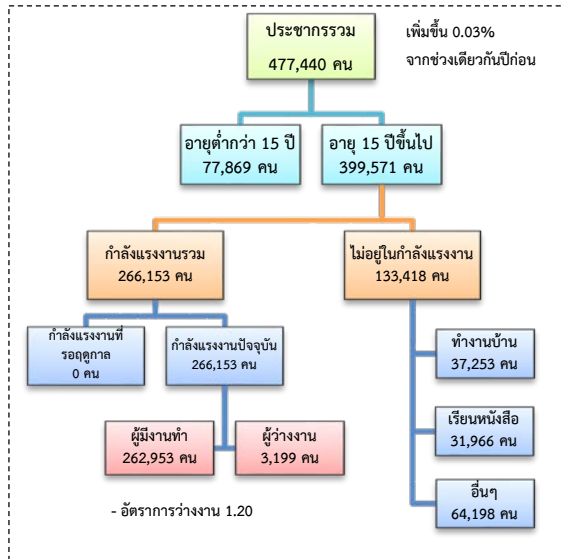 ประชากรรวม
477,440 คน
เพิ่มขึ้น 0.03%
จากช่วงเดียวกันปีก่อน
อายุต่ำกว่า 15 ปี
77,869 คน
อายุ 15 ปีขึ้นไป
399,571 คน
กำลังแรงงานรวม
266,153 คน
ไม่อยู่ในกำลังแรงงาน
133,418 คน
กำลังแรงงานที่
รอฤดูกาล
0 คน
กำลังแรงงานปัจจุบัน
266,153 คน
ทำงานบ้าน
37,253 คน
ผู้มีงานทำ
262,953 คน
ผู้ว่างงาน
3,199 คน
เรียนหนังสือ
31,966 คน
- อัตราการว่างงาน 1.20
อื่นๆ
64,198 คน